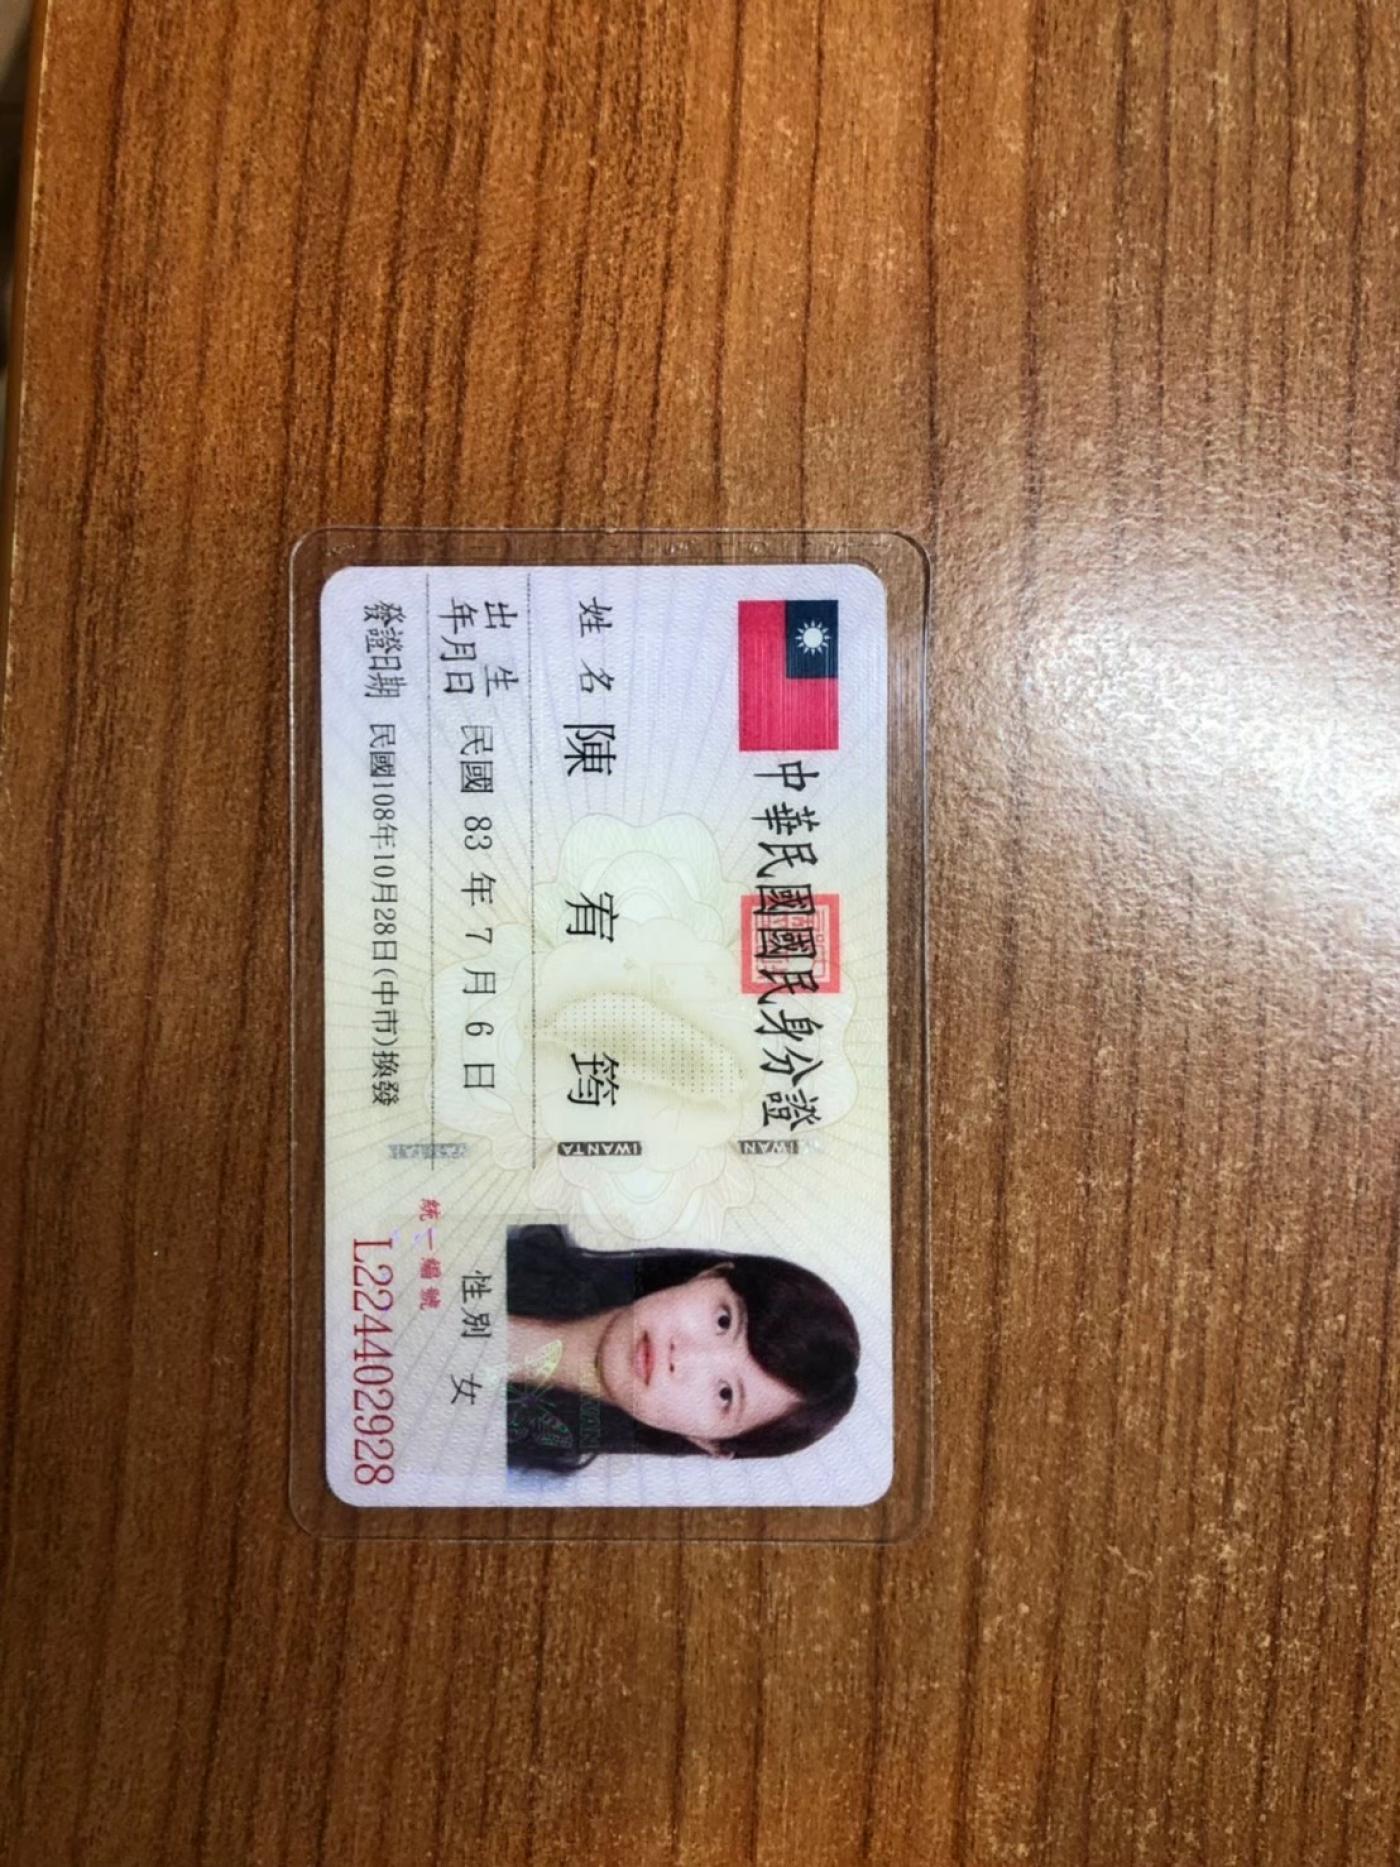 中華民國國民身分證
姓名 陳宥筠
出生年月日 民國 83 年 7 月 6 日
性別 女
發證日期 民國108年10月28日(中市)換發
統一編號
L224402928
TAIWAN